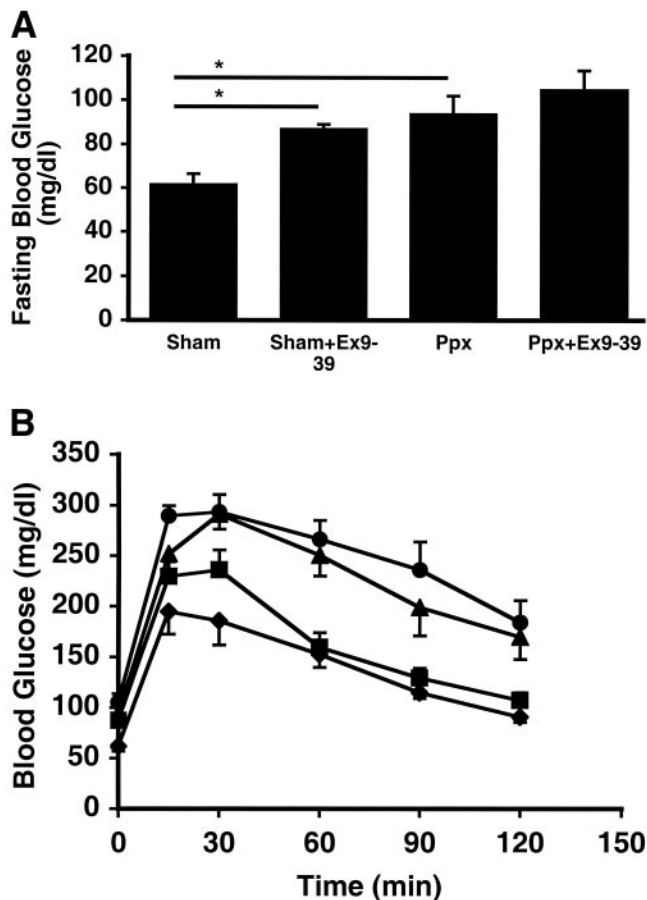 A
Fasting Blood Glucose
(mg/dl)
120
100
80
60
40
20
0
*
*
Sham
Sham+Ex9-
39
Ppx
Ppx+Ex9-39
B
Blood Glucose (mg/dl)
350
300
250
200
150
100
50
0
0 30 60 90 120 150
Time (min)